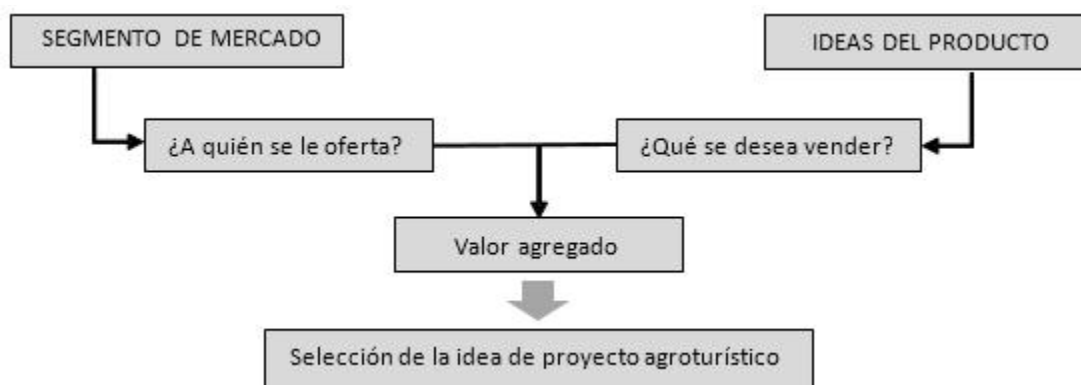 SEGMENTO DE MERCADO
IDEAS DEL PRODUCTO
¿A quién se le oferta?
¿Qué se desea vender?
Valor agregado
Selección de la idea de proyecto agroturístico